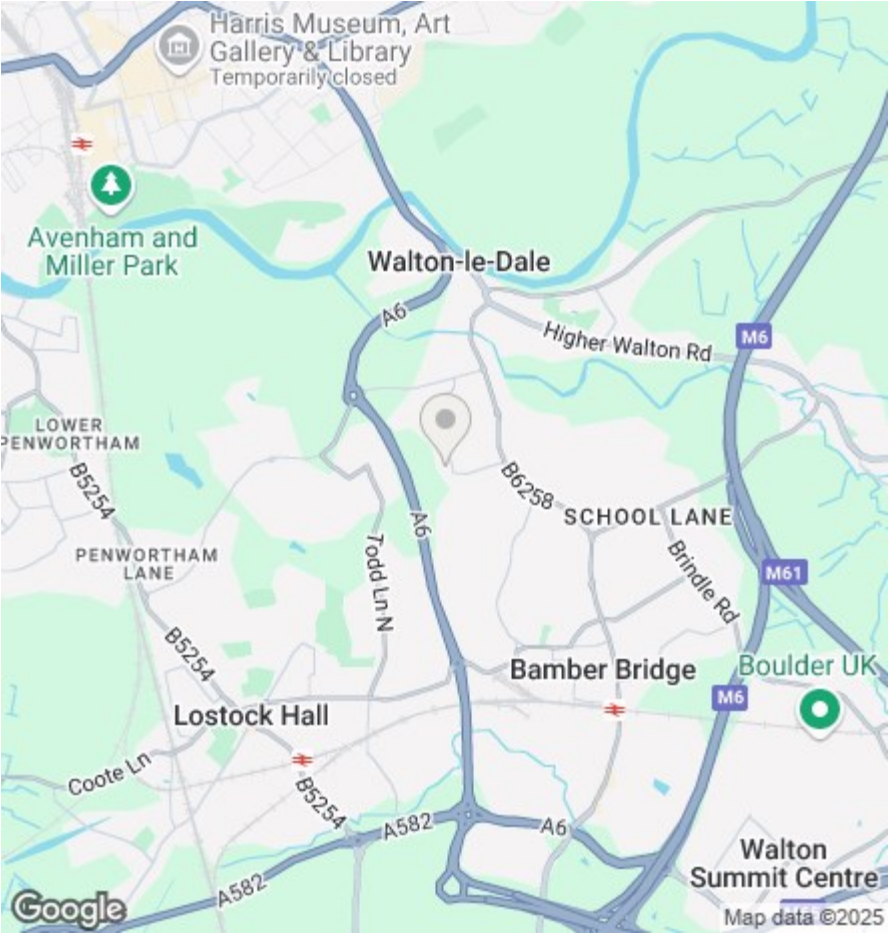 Harris Museum, Art
Gallery & Library
Temporarily closed
Avenham and
Miller Park
Walton-le-Dale
A6
Higher Walton Rd
M6
LOWER
PENWORTHAM
B5254
B6258
SCHOOL LANE
A6
PENWORTHAM
LANE
Todd Ln N
Brindle Rd
M61
B5254
Bamber Bridge
Boulder UK
M6
Lostock Hall
Coote Ln
B5254
A582
A6
Walton
Summit Centre
A582
Google
Map data ©2025